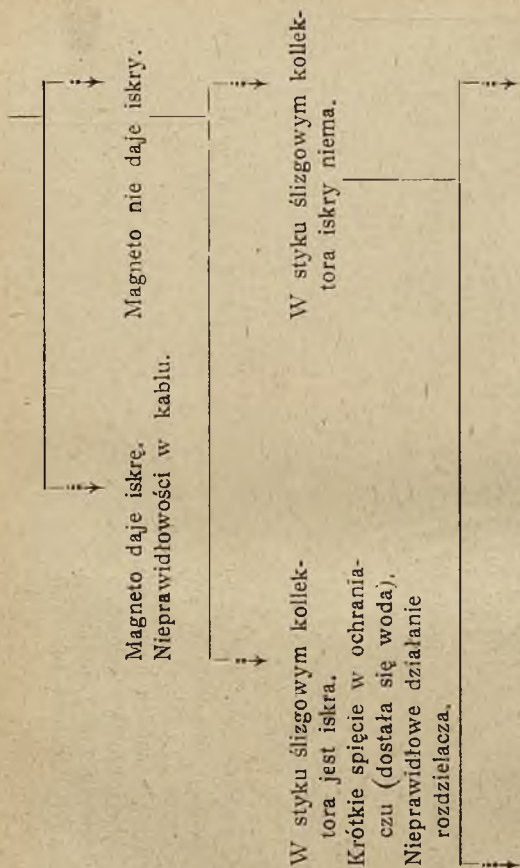 Magneto daje iskrę.
Nieprawidłowości w kablu.
Magneto nie daje iskry.
W styku ślizgowym kollek-
tora jest iskra.
Krótkie spięcie w ochrania-
czu (dostała się woda).
Nieprawidłowe działanie
rozdzielacza.
W styku ślizgowym kollek-
tora iskry niema.